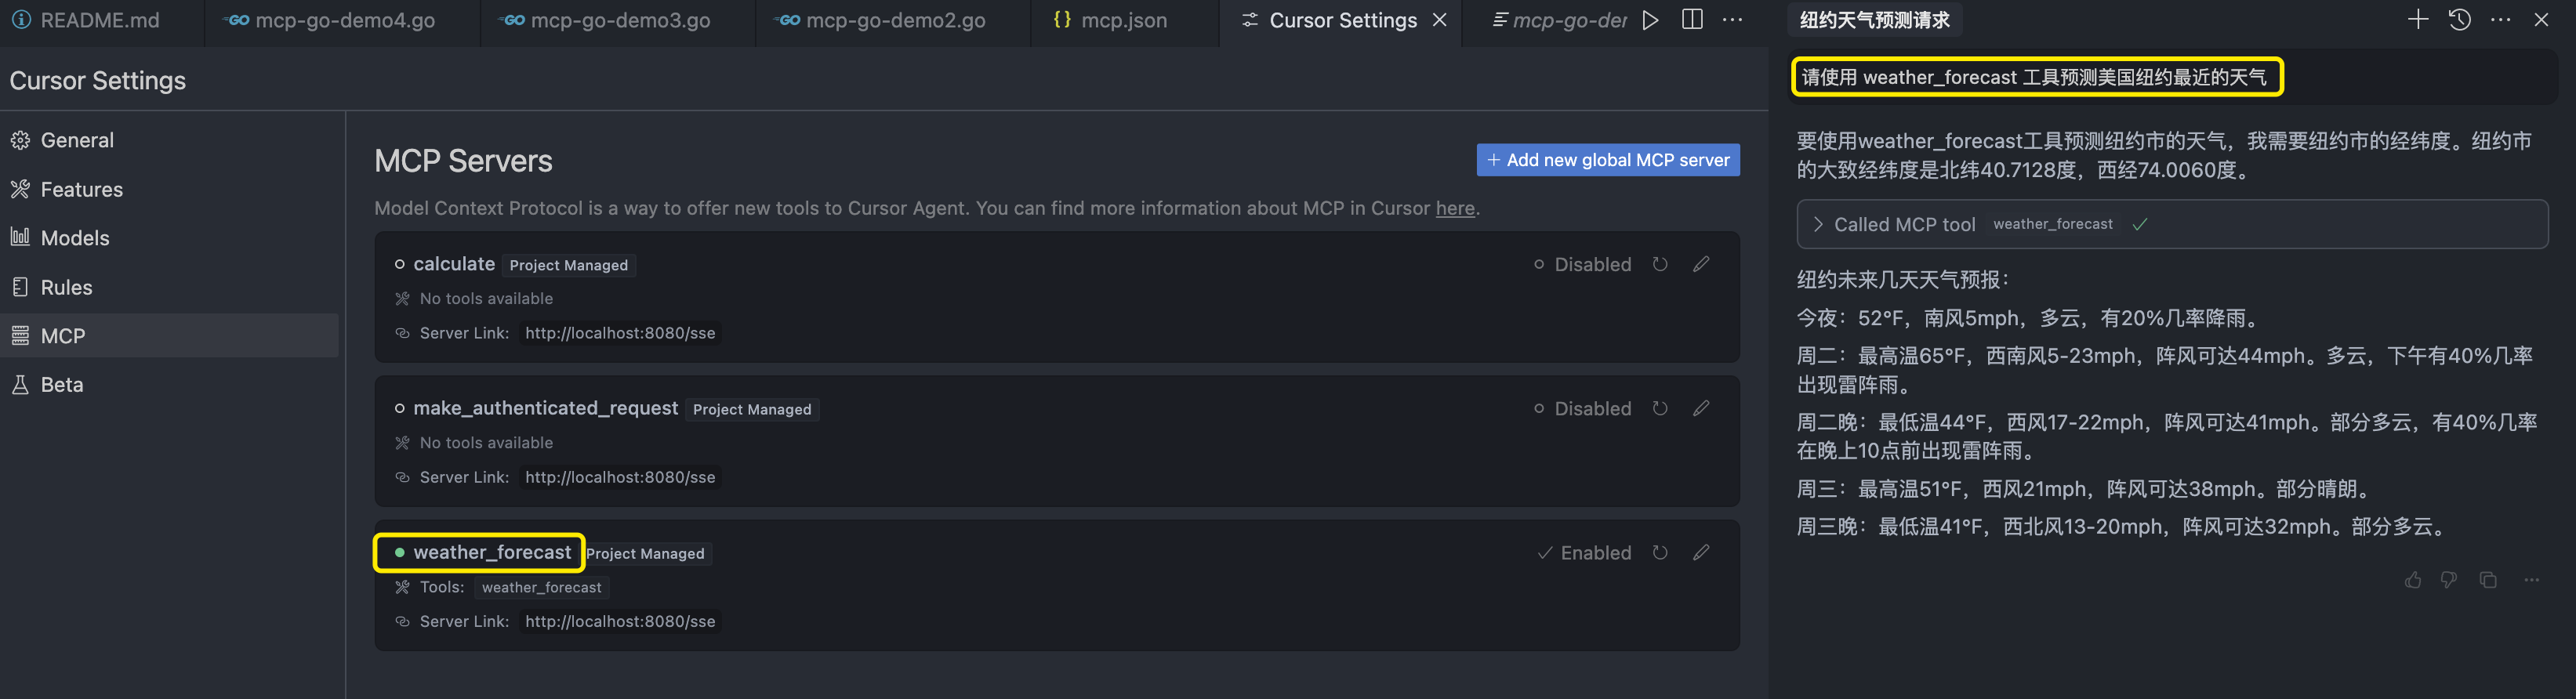 README.md
mcp-go-demo4.go
mcp-go-demo3.go
mcp-go-demo2.go
{} mcp.json
Cursor Settings
mcp-go-der
Cursor Settings
General
Features
Models
Rules
MCP
Beta
MCP Servers
+ Add new global MCP server
Model Context Protocol is a way to offer new tools to Cursor Agent. You can find more information about MCP in Cursor here.
calculate Project Managed
Disabled
No tools available
Server Link: http://localhost:8080/sse
make_authenticated_request Project Managed
Disabled
No tools available
Server Link: http://localhost:8080/sse
weather_forecast Project Managed
Enabled
Tools: weather_forecast
Server Link: http://localhost:8080/sse
纽约天气预测请求
请使用 weather_forecast 工具预测美国纽约最近的天气
要使用weather_forecast工具预测纽约市的天气，我需要纽约市的经纬度。纽约市
的大致经纬度是北纬40.7128度，西经74.0060度。
Called MCP tool weather_forecast
纽约未来几天天气预报：
今夜：52°F，南风5mph，多云，有20%几率降雨。
周二：最高温65°F，西南风5-23mph，阵风可达44mph。多云，下午有40%几率
出现雷阵雨。
周二晚：最低温44°F，西风17-22mph，阵风可达41mph。部分多云，有40%几率
在晚上10点前出现雷阵雨。
周三：最高温51°F，西风21mph，阵风可达38mph。部分晴朗。
周三晚：最低温41°F，西北风13-20mph，阵风可达32mph。部分多云。